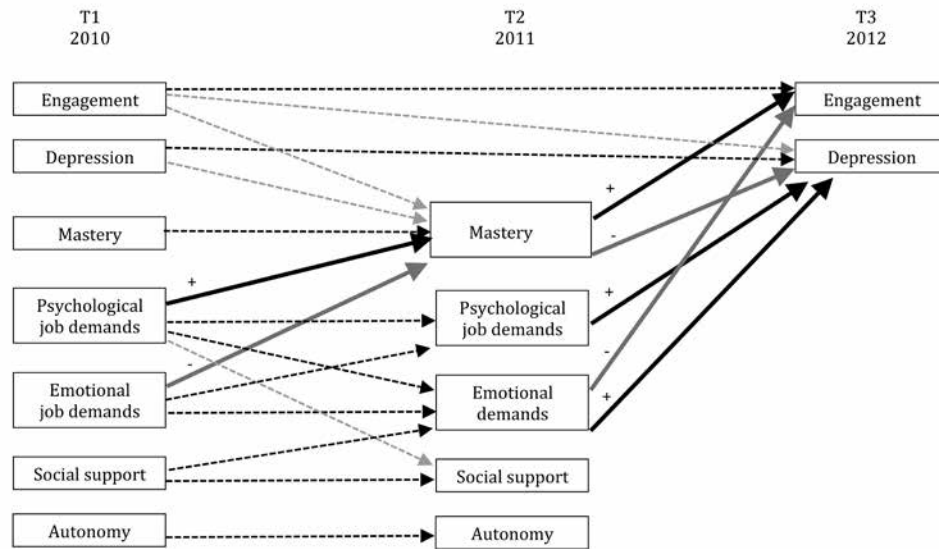 T1
2010
T2
2011
T3
2012
Engagement
Depression
Mastery
+
Psychological
job demands
-
Emotional
job demands
Social support
Autonomy
Mastery
+
-
Psychological
job demands
+
-
Emotional
demands
+
Social support
Autonomy
Engagement
Depression